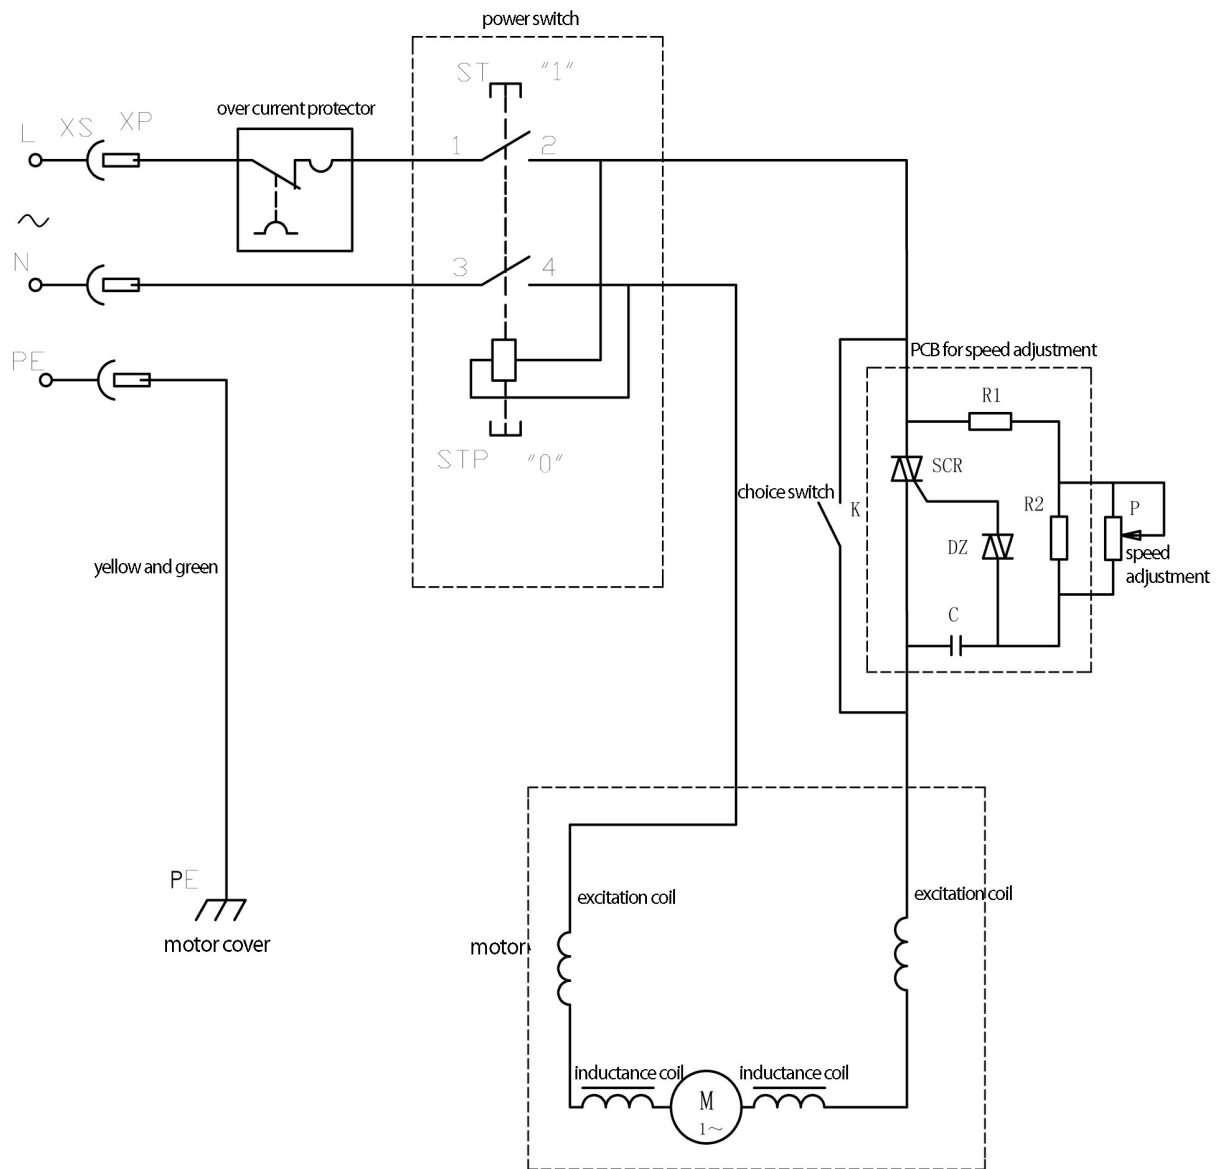 power switch
ST "1"
over current protector
L XS XP
1 2
N
3 4
PE
PCB for speed adjustment
R1
STP "0"
SCR
choice switch
K
R2 P
DZ
speed
adjustment
yellow and green
C
PE
motor cover
excitation coil
excitation coil
motor
inductance coil
inductance coil
M
1~